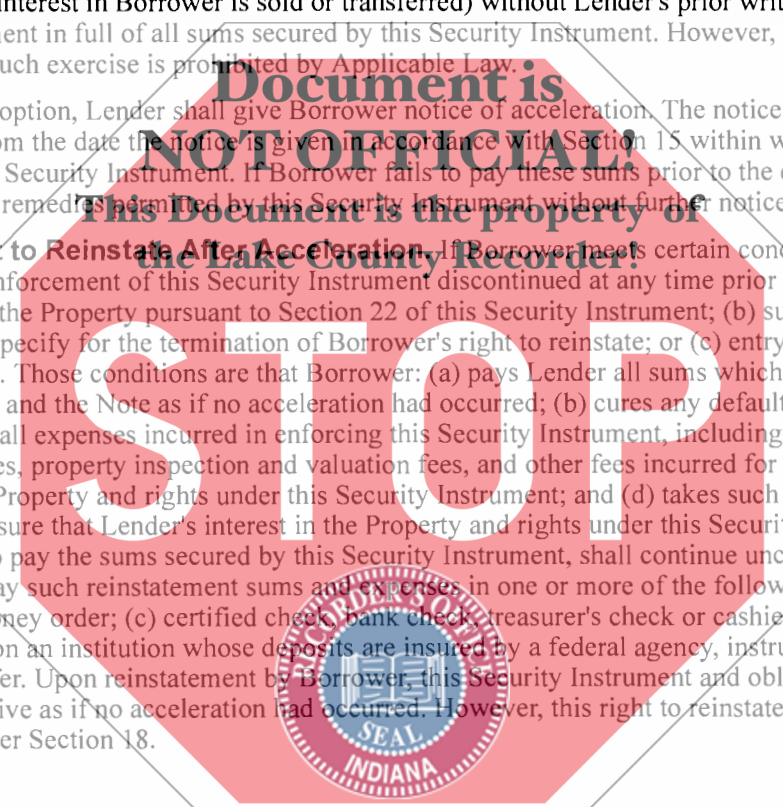 interest in Borrower is sold or transferred) without Lender's prior writ
ment in full of all sums secured by this Security Instrument. However,
uch exercise is prohibited by Applicable Law.
Document is
option, Lender shall give Borrower notice of acceleration. The notice
om the date the notice is given in accordance with Section 15 within w
NOT OFFICIAL!
Security Instrument. If Borrower fails to pay these sums prior to the
remedies permitted by this Security Instrument without further notice
This Document is the property of
to Reinstate After Acceleration. If Borrower meets certain con
the Lake County Recorder!
nforcement of this Security Instrument discontinued at any time prior
the Property pursuant to Section 22 of this Security Instrument; (b) su
pecify for the termination of Borrower's right to reinstate; or (c) entry
. Those conditions are that Borrower: (a) pays Lender all sums which
and the Note as if no acceleration had occurred; (b) cures any default
all expenses incurred in enforcing this Security Instrument, including
es, property inspection and valuation fees, and other fees incurred for
Property and rights under this Security Instrument; and (d) takes such
sure that Lender's interest in the Property and rights under this Securi
STOP
pay the sums secured by this Security Instrument, shall continue unc
ay such reinstatement sums and expenses in one or more of the follow
ney order; (c) certified check, bank check, treasurer's check or cashie
on an institution whose deposits are insured by a federal agency, instru
fer. Upon reinstatement by Borrower, this Security Instrument and obl
ive as if no acceleration had occurred. However, this right to reinstate
er Section 18.
RECORDER'S OFFICE
SEAL
INDIANA